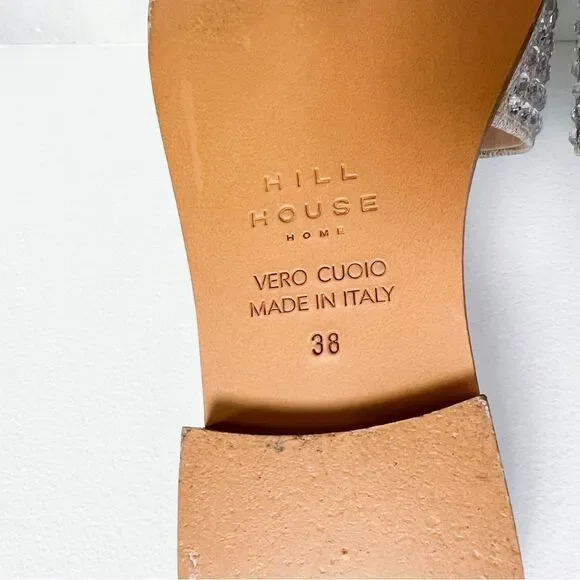 HILL
HOUSE
HOME
VERO CUOIO
MADE IN ITALY
38